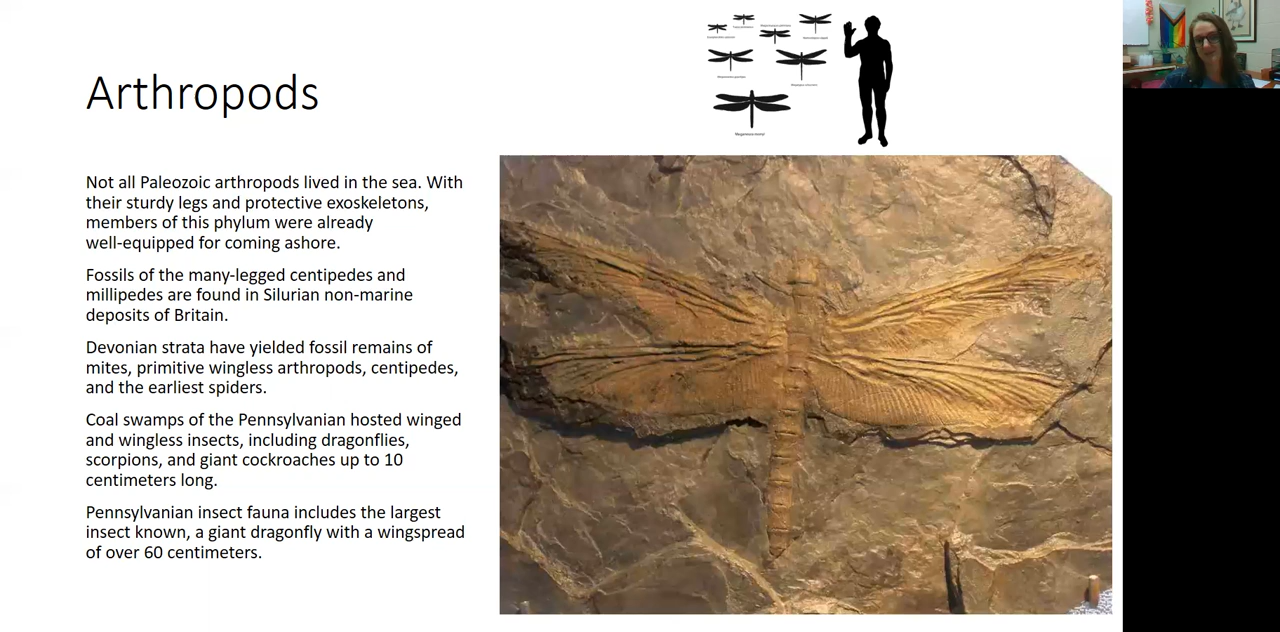 Arthropods
Not all Paleozoic arthropods lived in the sea. With
their sturdy legs and protective exoskeletons,
members of this phylum were already
well-equipped for coming ashore.
Fossils of the many-legged centipedes and
millipedes are found in Silurian non-marine
deposits of Britain.
Devonian strata have yielded fossil remains of
mites, primitive wingless arthropods, centipedes,
and the earliest spiders.
Coal swamps of the Pennsylvanian hosted winged
and wingless insects, including dragonflies,
scorpions, and giant cockroaches up to 10
centimeters long.
Pennsylvanian insect fauna includes the largest
insect known, a giant dragonfly with a wingspread
of over 60 centimeters.